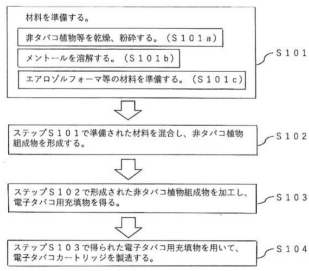 材料を準備する。
非タバコ植物等を乾燥、粉砕する。(S101a)
メントールを溶解する。(S101b)
エアロゾルフォーマ等の材料を準備する。(S101c)
S101
ステップS101で準備された材料を混合し、非タバコ植物
組成物を形成する。
S102
ステップS102で形成された非タバコ植物組成物を加工し、
電子タバコ用充填物を得る。
S103
ステップS103で得られた電子タバコ用充填物を用いて、
電子タバコカートリッジを製造する。
S104